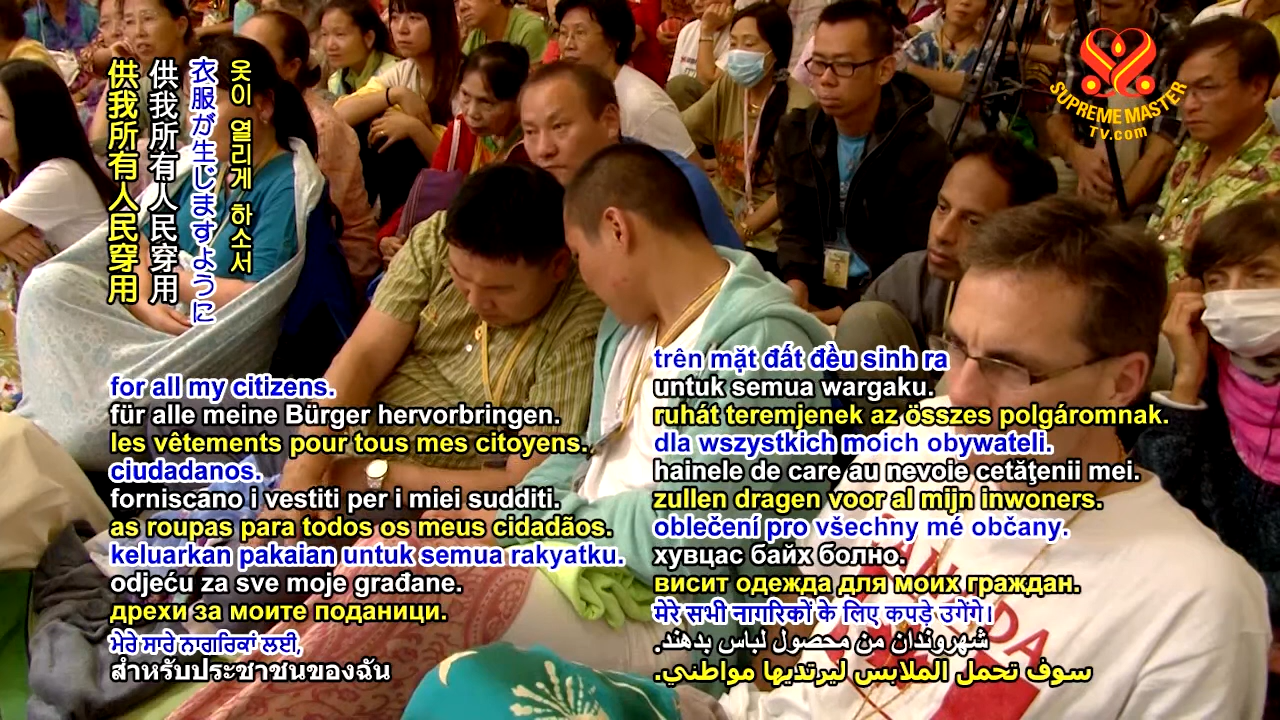 옷이 열리게 하소서
衣服が生じますように
供我所有人民穿用
供我所有人民穿用
SUPREME MASTER
TV.com
for all my citizens.
für alle meine Bürger hervorbringen.
les vêtements pour tous mes citoyens.
ciudadanos.
forniscano i vestiti per i miei sudditi.
as roupas para todos os meus cidadãos.
keluarkan pakaian untuk semua rakyatku.
odjeću za sve moje građane.
дрехи за моите поданици.
ਮੇਰੇ ਸਾਰੇ ਨਾਗਰਿਕਾਂ ਲਈ,
สำหรับประชาชนของฉัน
trên mặt đất đều sinh ra
untuk semua wargaku.
ruhát teremjenek az összes polgáromnak.
dla wszystkich moich obywateli.
hainele de care au nevoie cetăţenii mei.
zullen dragen voor al mijn inwoners.
oblečení pro všechny mé občany.
хувцас байх болно.
висит одежда для моих граждан.
मेरे सभी नागरिकों के लिए कपड़े उगेंगे।
شهروندان من محصول لباس بدهند.
سوف تحمل الملابس ليرتديها مواطني.